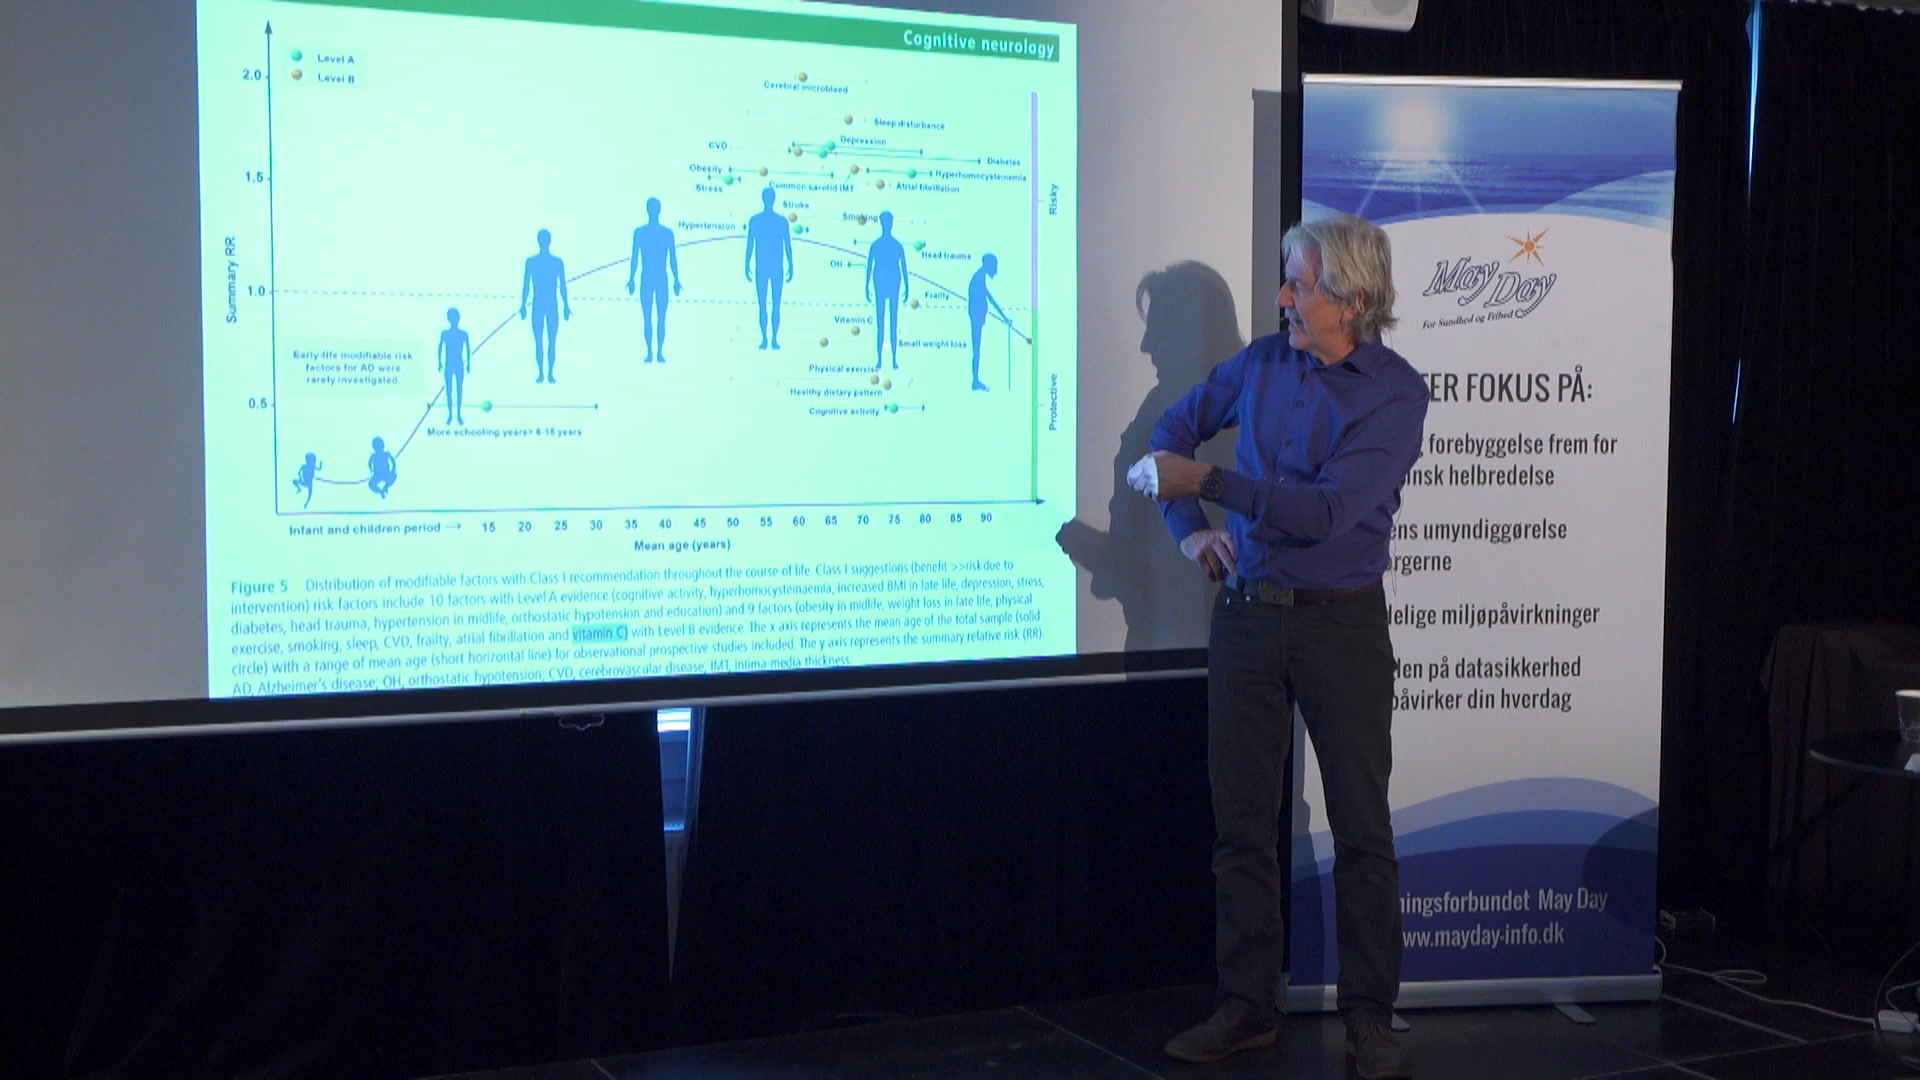 Cognitive neurology
Level A
Level B
2.0
1.5
1.0
0.5
Summary RR
Cerebral microbleed
Sleep disturbance
Depression
CVD
Diabetes
Obesity
Hyperhomocysteinemia
Stress
Common carotid IMT
Atrial fibrillation
Stroke
Smoking
Hypertension
Head trauma
OH
Frailty
Vitamin C
Small weight loss
Physical exercise
Healthy dietary pattern
Cognitive activity
Early-life modifiable risk
factors for AD were
rarely investigated.
More schooling years> 6-15 years
Risky
Protective
Infant and children period → 15 20 25 30 35 40 45 50 55 60 65 70 75 80 85 90
Mean age (years)
Figure 5 Distribution of modifiable factors with Class I recommendation throughout the course of life. Class I suggestions (benefit >>risk due to
intervention) risk factors include 10 factors with Level A evidence (cognitive activity, hyperhomocysteinaemia, increased BMI in late life, depression, stress,
diabetes, head trauma, hypertension in midlife, orthostatic hypotension and education) and 9 factors (obesity in midlife, weight loss in late life, physical
exercise, smoking, sleep, CVD, frailty, atrial fibrillation and vitamin C) with Level B evidence. The x axis represents the mean age of the total sample (solid
circle) with a range of mean age (short horizontal line) for observational prospective studies included. The y axis represents the summary relative risk (RR).
AD, Alzheimer's disease; OH, orthostatic hypotension; CVD, cerebrovascular disease; IMT, intima media thickness.
May Day
For Sundhed og Frihed
FOKUS PÅ:
forebyggelse frem for
helbredelse
umyndiggørelse
miljøpåvirkninger
på datasikkerhed
påvirker din hverdag
May Day
www.mayday-info.dk